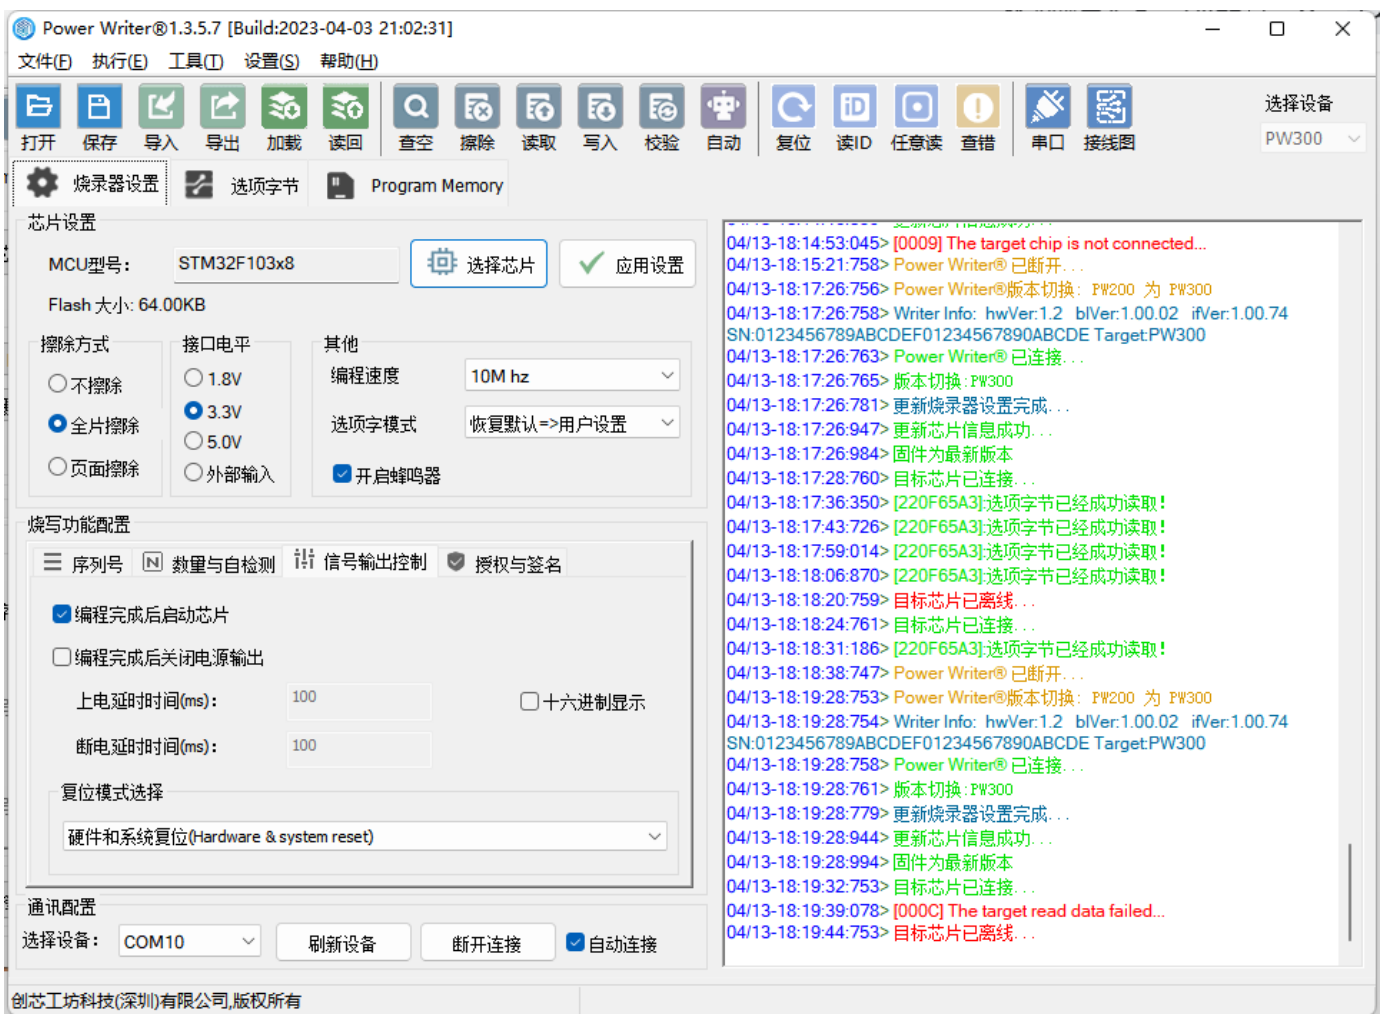 Power Writer®1.3.5.7 [Build:2023-04-03 21:02:31]
文件(F) 执行(E) 工具(T) 设置(S) 帮助(H)
打开 保存 导入 导出 加载 读回 查空 擦除 读取 写入 校验 自动 复位 读ID 任意读 查错 串口 接线图
选择设备
PW300
烧录器设置 选项字节 Program Memory
芯片设置
MCU型号: STM32F103x8 选择芯片 应用设置
Flash 大小: 64.00KB
擦除方式
不擦除
全片擦除
页面擦除
接口电平
1.8V
3.3V
5.0V
外部输入
其他
编程速度 10M hz
选项字模式 恢复默认=>用户设置
开启蜂鸣器
烧写功能配置
序列号 数量与自检测 信号输出控制 授权与签名
编程完成后启动芯片
编程完成后关闭电源输出
上电延时时间(ms): 100 十六进制显示
断电延时时间(ms): 100
复位模式选择
硬件和系统复位(Hardware & system reset)
通讯配置
选择设备: COM10 刷新设备 断开连接 自动连接
04/13-18:14:53:045> [0009] The target chip is not connected...
04/13-18:15:21:758> Power Writer® 已断开...
04/13-18:17:26:756> Power Writer®版本切换: PW200 为 PW300
04/13-18:17:26:758> Writer Info: hwVer:1.2 blVer:1.00.02 ifVer:1.00.74
SN:0123456789ABCDEF01234567890ABCDE Target:PW300
04/13-18:17:26:763> Power Writer® 已连接...
04/13-18:17:26:765> 版本切换:PW300
04/13-18:17:26:781> 更新烧录器设置完成...
04/13-18:17:26:947> 更新芯片信息成功...
04/13-18:17:26:984> 固件为最新版本
04/13-18:17:28:760> 目标芯片已连接...
04/13-18:17:36:350> [220F65A3]:选项字节已经成功读取!
04/13-18:17:43:726> [220F65A3]:选项字节已经成功读取!
04/13-18:17:59:014> [220F65A3]:选项字节已经成功读取!
04/13-18:18:06:870> [220F65A3]:选项字节已经成功读取!
04/13-18:18:20:759> 目标芯片已离线...
04/13-18:18:24:761> 目标芯片已连接...
04/13-18:18:31:186> [220F65A3]:选项字节已经成功读取!
04/13-18:18:38:747> Power Writer® 已断开...
04/13-18:19:28:753> Power Writer®版本切换: PW200 为 PW300
04/13-18:19:28:754> Writer Info: hwVer:1.2 blVer:1.00.02 ifVer:1.00.74
SN:0123456789ABCDEF01234567890ABCDE Target:PW300
04/13-18:19:28:758> Power Writer® 已连接...
04/13-18:19:28:761> 版本切换:PW300
04/13-18:19:28:779> 更新烧录器设置完成...
04/13-18:19:28:944> 更新芯片信息成功...
04/13-18:19:28:994> 固件为最新版本
04/13-18:19:32:753> 目标芯片已连接...
04/13-18:19:39:078> [000C] The target read data failed...
04/13-18:19:44:753> 目标芯片已离线...
创芯工坊科技(深圳)有限公司,版权所有